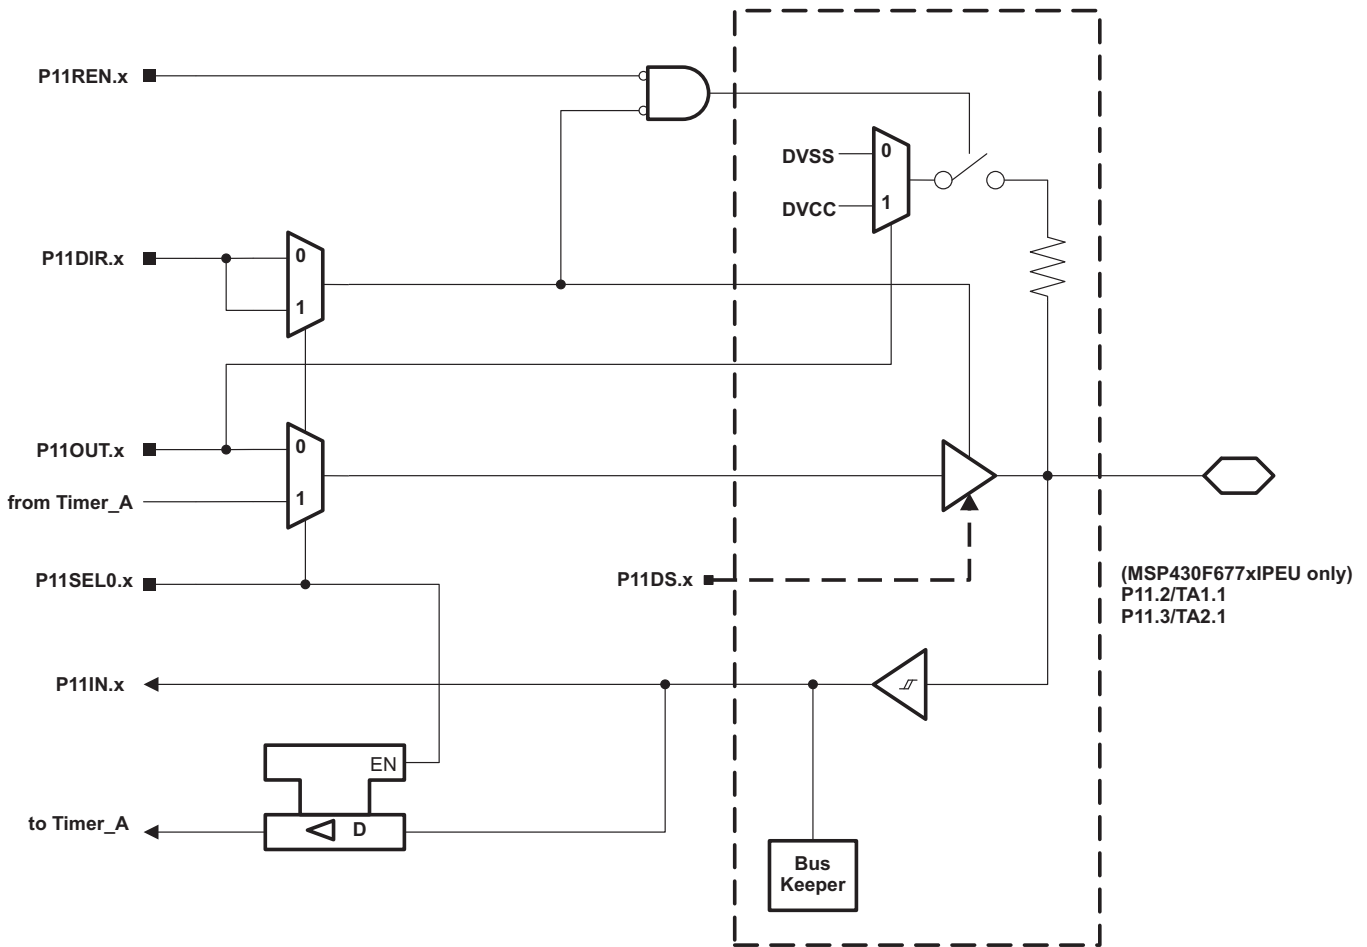 P11REN.x
DVSS
0
DVCC
1
P11DIR.x
0
1
P11OUT.x
0
from Timer_A
1
P11SEL0.x
P11DS.x
(MSP430F677xIPEU only)
P11.2/TA1.1
P11.3/TA2.1
P11IN.x
EN
to Timer_A
D
Bus
Keeper